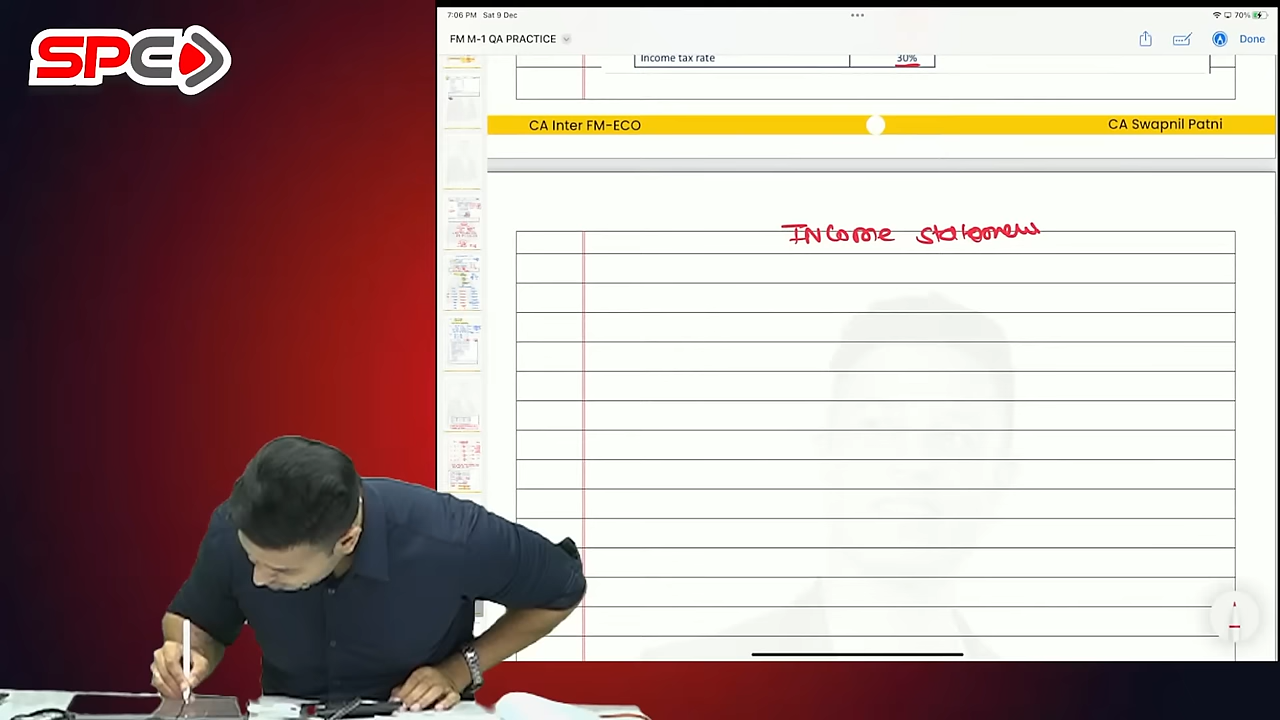 SPC
7:06 PM Sat 9 Dec
70%
FM M-1 QA PRACTICE
Done
Income tax rate 30%
CA Inter FM-ECO
CA Swapnil Patni
Income statement